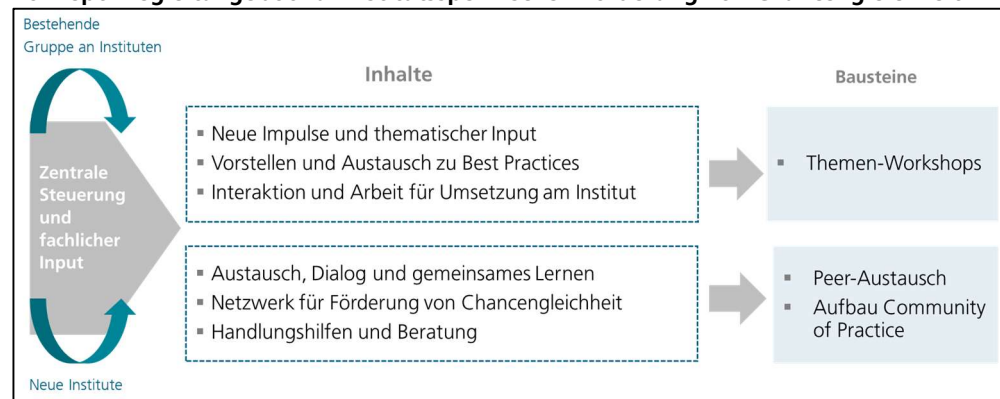 Bestehende
Gruppe an Instituten
Inhalte
Bausteine
Zentrale
Steuerung
und
fachlicher
Input
▪ Neue Impulse und thematischer Input
▪ Vorstellen und Austausch zu Best Practices
▪ Interaktion und Arbeit für Umsetzung am Institut
▪ Themen-Workshops
▪ Austausch, Dialog und gemeinsames Lernen
▪ Netzwerk für Förderung von Chancengleichheit
▪ Handlungshilfen und Beratung
▪ Peer-Austausch
▪ Aufbau Community
of Practice
Neue Institute